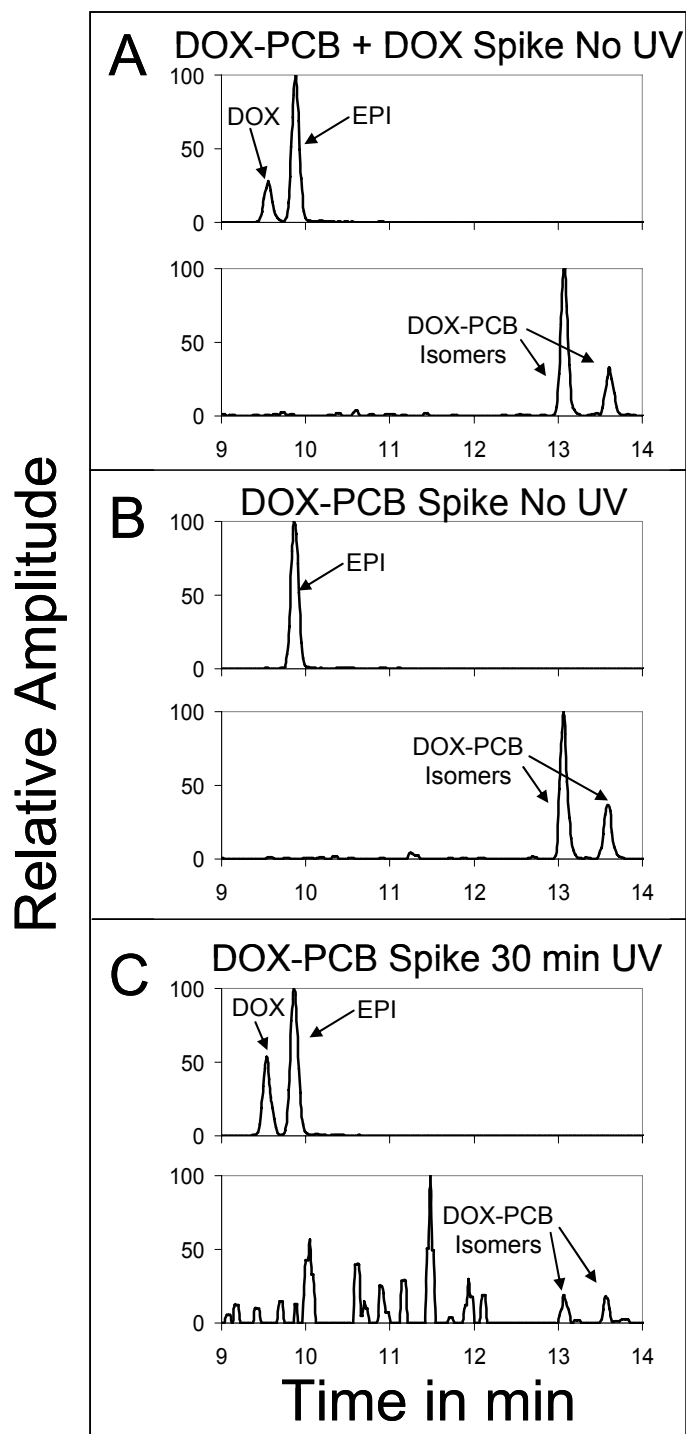 Relative Amplitude
A
DOX-PCB + DOX Spike No UV
100
50
0
DOX
EPI
100
50
0
DOX-PCB
Isomers
9 10 11 12 13 14
B
DOX-PCB Spike No UV
100
50
0
EPI
100
50
0
DOX-PCB
Isomers
9 10 11 12 13 14
C
DOX-PCB Spike 30 min UV
100
50
0
DOX
EPI
100
50
0
DOX-PCB
Isomers
9 10 11 12 13 14
Time in min